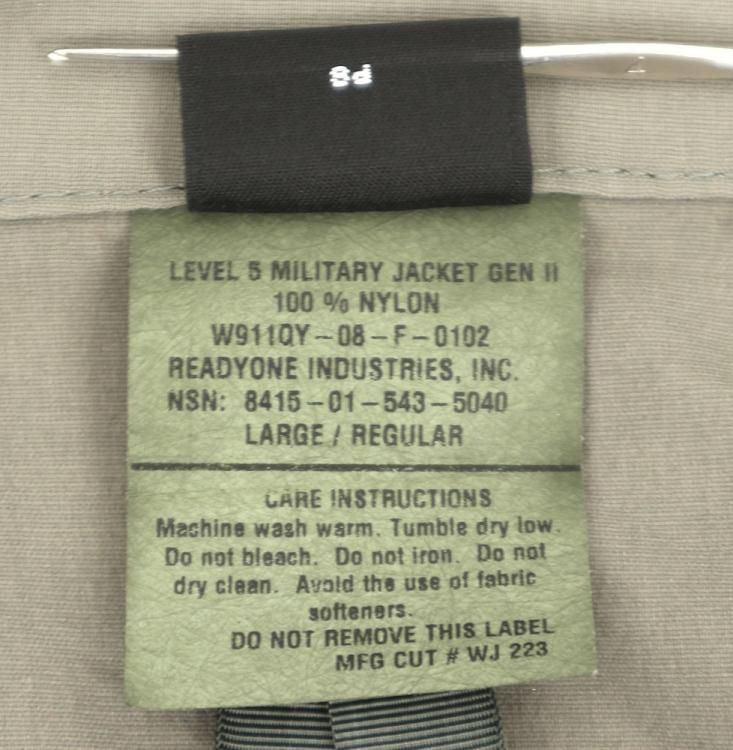 LEVEL 5 MILITARY JACKET GEN II
100 % NYLON
W911QY-08-F-0102
READYONE INDUSTRIES, INC.
NSN: 8415-01-543-5040
LARGE / REGULAR
CARE INSTRUCTIONS
Machine wash warm. Tumble dry low.
Do not bleach. Do not iron. Do not
dry clean. Avoid the use of fabric
softeners.
DO NOT REMOVE THIS LABEL
MFG CUT # WJ 223